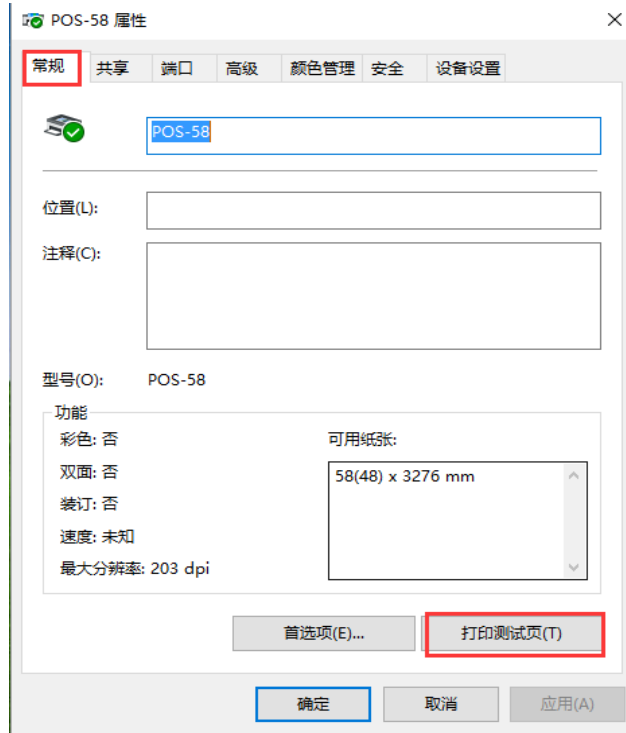 POS-58 属性
常规 共享 端口 高级 颜色管理 安全 设备设置
POS-58
位置(L):
注释(C):
型号(O): POS-58
功能
彩色: 否 可用纸张:
双面: 否 58(48) x 3276 mm
装订: 否
速度: 未知
最大分辨率: 203 dpi
首选项(E)... 打印测试页(T)
确定 取消 应用(A)